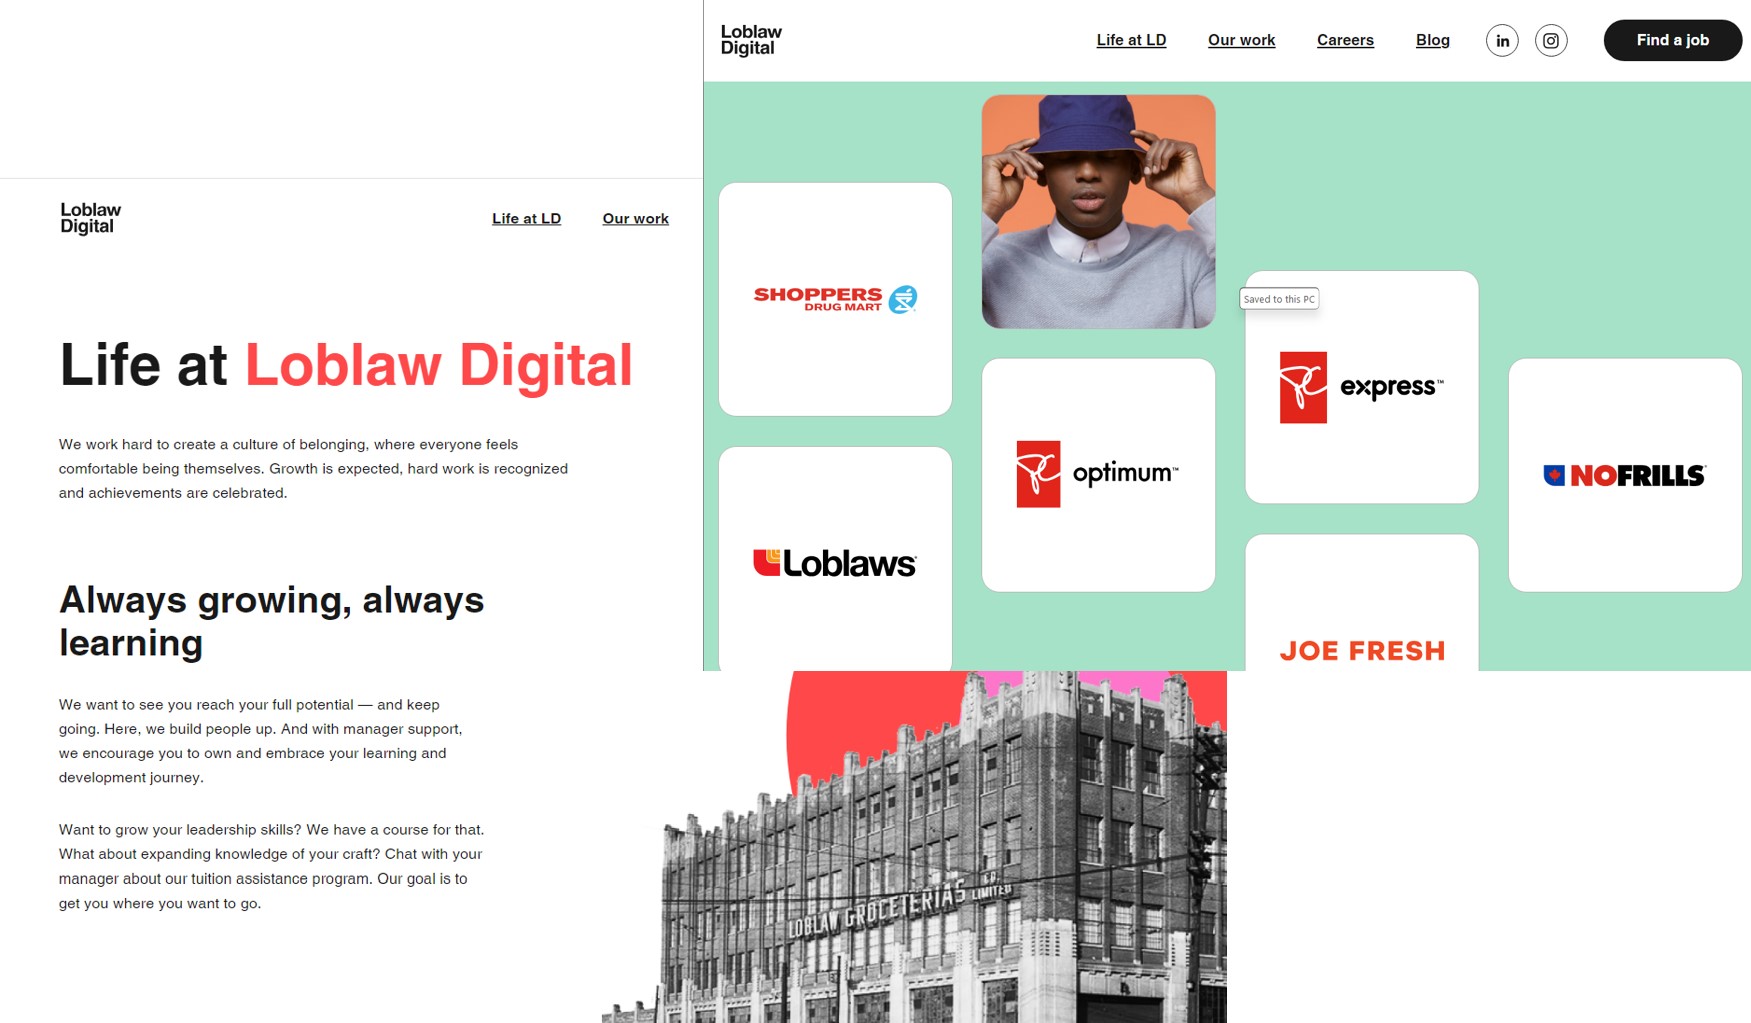 Loblaw
Digital
Life at LD
Our work
Careers
Blog
in
Find a job
SHOPPERS
DRUG MART
Saved to this PC
express™
optimum™
NOFRILLS
Loblaws
JOE FRESH
Loblaw
Digital
Life at LD
Our work
Life at Loblaw Digital
We work hard to create a culture of belonging, where everyone feels
comfortable being themselves. Growth is expected, hard work is recognized
and achievements are celebrated.
Always growing, always
learning
We want to see you reach your full potential — and keep
going. Here, we build people up. And with manager support,
we encourage you to own and embrace your learning and
development journey.
Want to grow your leadership skills? We have a course for that.
What about expanding knowledge of your craft? Chat with your
manager about our tuition assistance program. Our goal is to
get you where you want to go.
LOBLAW GROCETERIAS CO. LIMITED